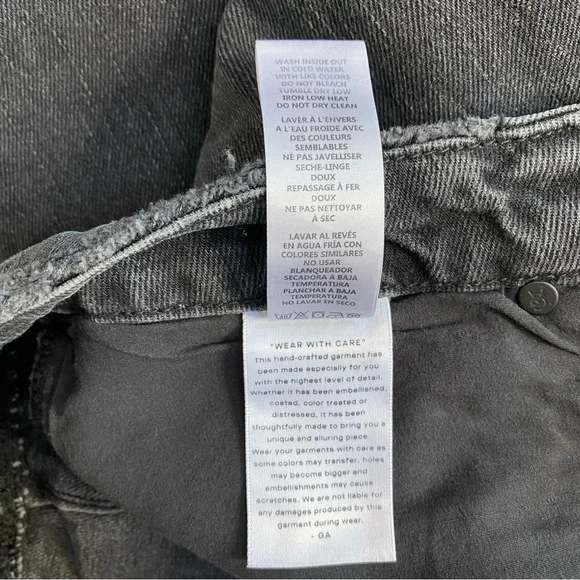 WASH INSIDE OUT
IN COLD WATER
WITH LIKE COLORS
DO NOT BLEACH
TUMBLE DRY LOW
IRON LOW HEAT
DO NOT DRY CLEAN
LAVÉR À L'ENVERS
A L'EAU FROIDE AVEC
DES COULEURS
SEMBLABLES
NÈ PAS JAVELLISER
SECHE-LINGE
DOUX
REPASSAGE À FER
DOUX
NE PAS NETTOYAR
À SEC
LAVAR AL REVÉS
EN AGUA FRÍA CON
COLORES SIMILARES
NO USAR
BLANQUEADOR
SECADORA A BAJA
TEMPERATURA
PLANCHAR A BAJA
TEMPERATURA
NO LAVAR EN SECO
"WEAR WITH CARE"
This hand-crafted garment has
been made especially for you
with the highest level of detail.
Whether it has been embellished,
coated, color treated or
distressed, it has been
thoughtfully made to bring you a
unique and alluring piece.
Wear your garments with care as
some colors may transfer, holes
may become bigger and
embellishments may cause
scratches. We are not liable for
any damages produced by this
garment during wear.
- GA